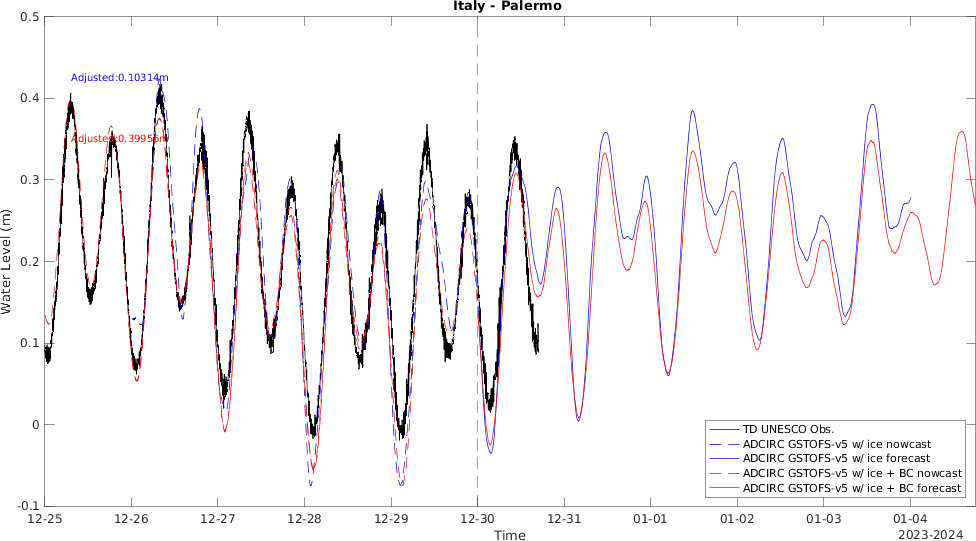 Italy - Palermo
0.5
0.4
0.3
0.2
0.1
0
-0.1
Water Level (m)
Adjusted:0.10314m
Adjusted:0.39956m
12-25 12-26 12-27 12-28 12-29 12-30 12-31 01-01 01-02 01-03 01-04
Time
2023-2024
TD UNESCO Obs.
ADCIRC GSTOFS-v5 w/ ice nowcast
ADCIRC GSTOFS-v5 w/ ice forecast
ADCIRC GSTOFS-v5 w/ ice + BC nowcast
ADCIRC GSTOFS-v5 w/ ice + BC forecast